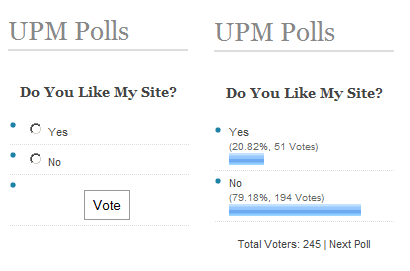 UPM Polls
Do You Like My Site?
Yes
No
Vote
UPM Polls
Do You Like My Site?
Yes
(20.82%, 51 Votes)
No
(79.18%, 194 Votes)
Total Voters: 245 | Next Poll